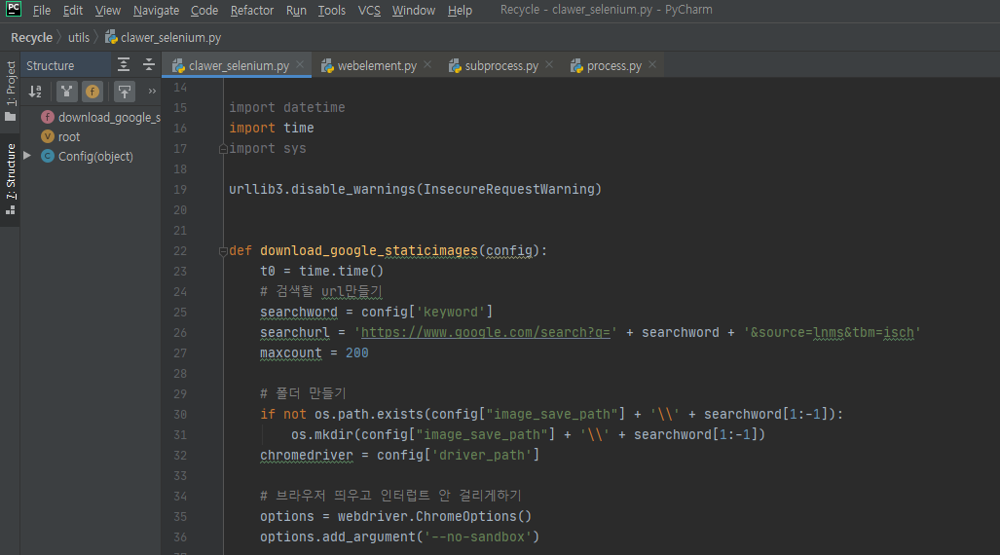 PC File Edit View Navigate Code Refactor Run Tools VCS Window Help Recycle - clawer_selenium.py - PyCharm
Recycle utils clawer_selenium.py
1: Project
7: Structure
Structure
download_google_s
root
Config(object)
clawer_selenium.py webelement.py subprocess.py process.py
14
15 import datetime
16 import time
17 import sys
18
19 urllib3.disable_warnings(InsecureRequestWarning)
20
21
22 def download_google_staticimages(config):
23 t0 = time.time()
24 # 검색할 url만들기
25 searchword = config['keyword']
26 searchurl = 'https://www.google.com/search?q=' + searchword + '&source=lnms&tbm=isch'
27 maxcount = 200
28
29 # 폴더 만들기
30 if not os.path.exists(config["image_save_path"] + '\\' + searchword[1:-1]):
31 os.mkdir(config["image_save_path"] + '\\' + searchword[1:-1])
32 chromedriver = config['driver_path']
33
34 # 브라우저 띄우고 인터럽트 안 걸리게하기
35 options = webdriver.ChromeOptions()
36 options.add_argument('--no-sandbox')